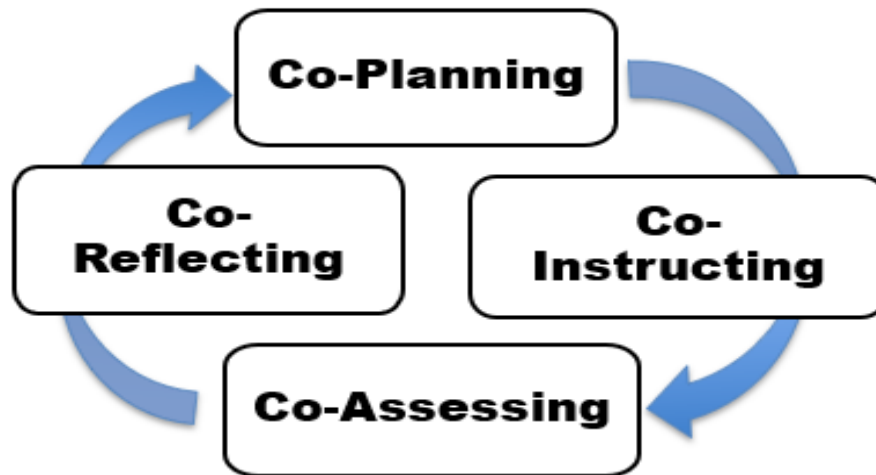 Co-Planning
Co-
Reflecting
Co-
Instructing
Co-Assessing